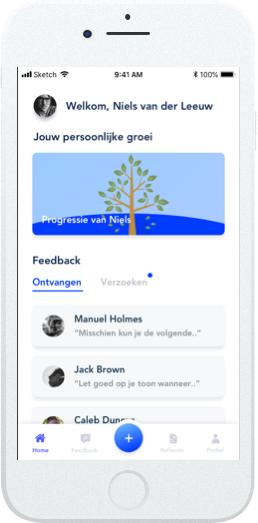 Sketch 9:41 AM 100%
Welkom, Niels van der Leeuw
Jouw persoonlijke groei
Progressie van Niels
Feedback
Ontvangen Verzoeken
Manuel Holmes
"Misschien kun je de volgende.."
Jack Brown
"Let goed op je toon wanneer.."
Caleb Duncan
Home Feedback + Reflectie Profiel